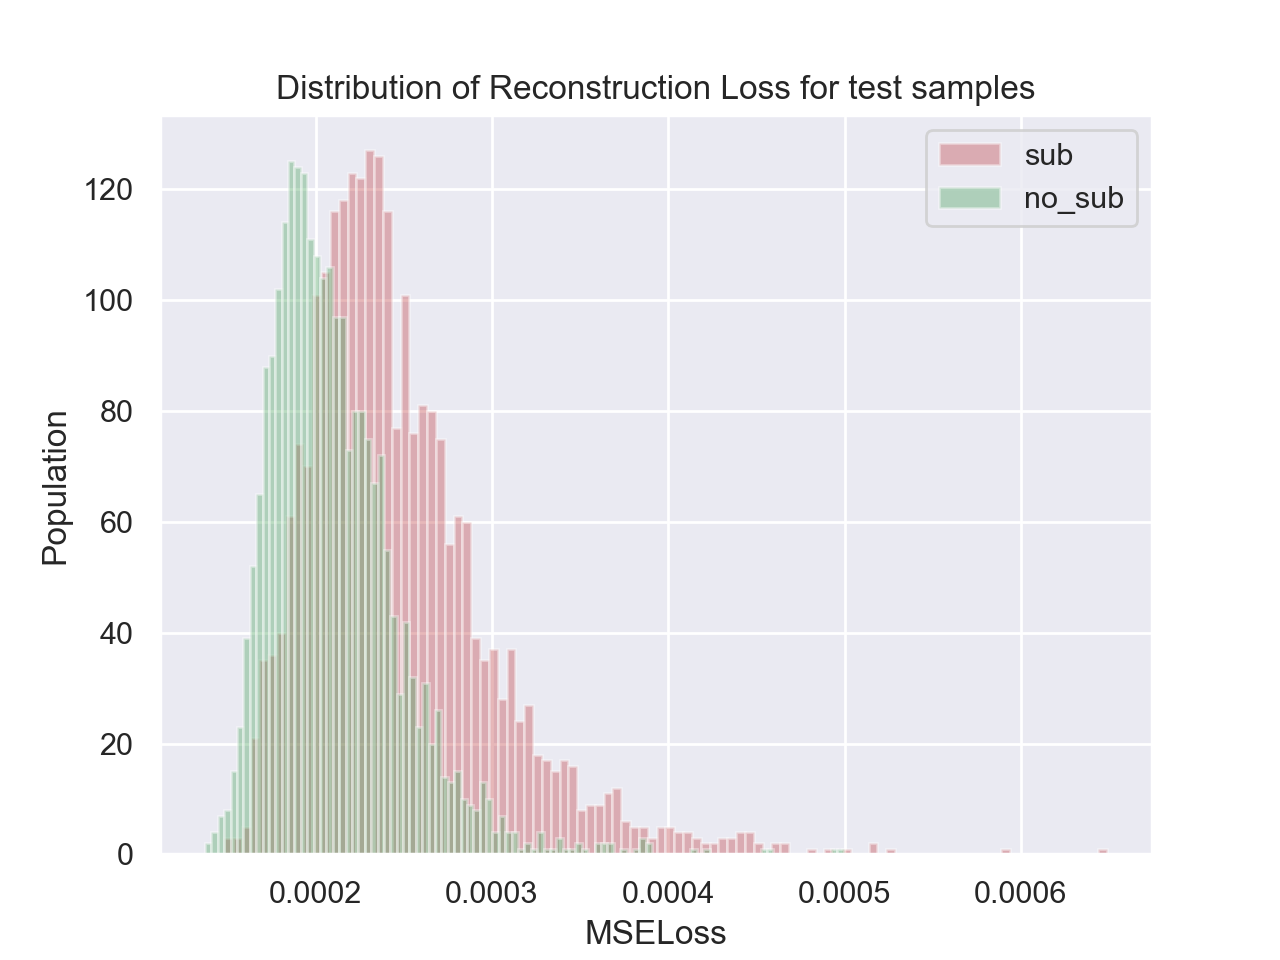 Distribution of Reconstruction Loss for test samples
sub
no_sub
120
100
80
60
40
20
0
Population
0.0002
0.0003
0.0004
0.0005
0.0006
MSELoss